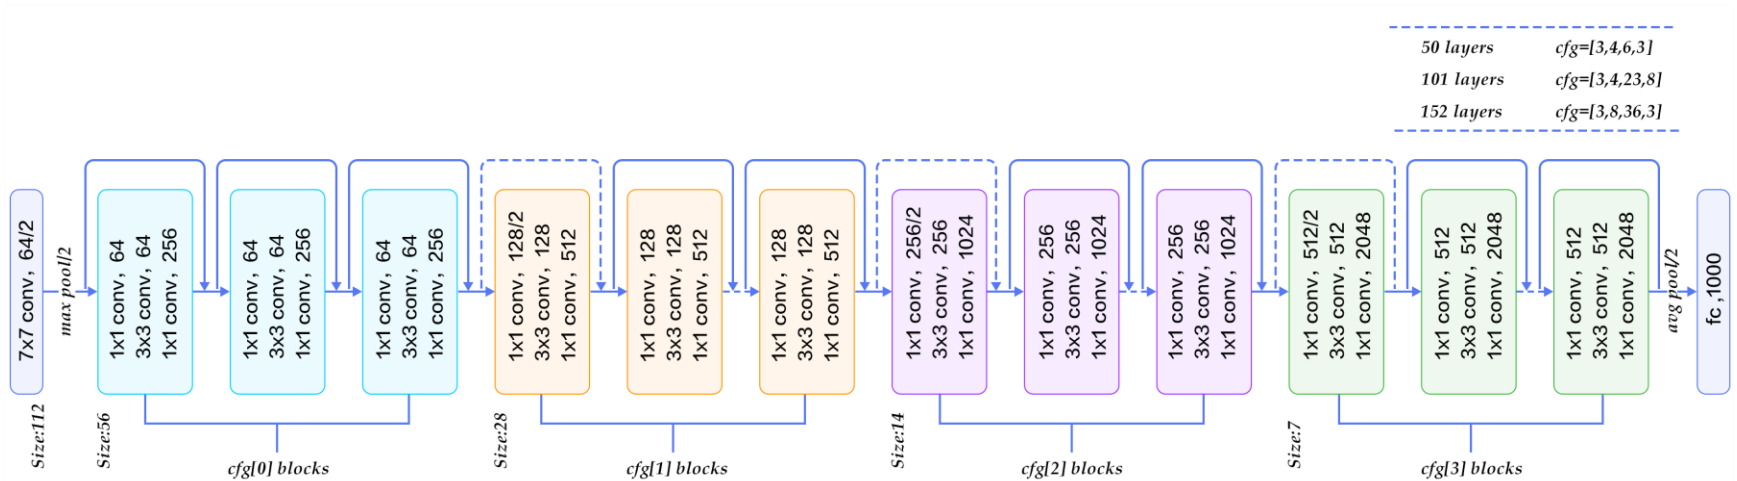 50 layers cfg=[3,4,6,3]
101 layers cfg=[3,4,23,8]
152 layers cfg=[3,8,36,3]
7x7 conv, 64/2
max pool/2
1x1 conv, 64
3x3 conv, 64
1x1 conv, 256
1x1 conv, 64
3x3 conv, 64
1x1 conv, 256
1x1 conv, 64
3x3 conv, 64
1x1 conv, 256
1x1 conv, 128/2
3x3 conv, 128
1x1 conv, 512
1x1 conv, 128
3x3 conv, 128
1x1 conv, 512
1x1 conv, 128
3x3 conv, 128
1x1 conv, 512
1x1 conv, 256/2
3x3 conv, 256
1x1 conv, 1024
1x1 conv, 256
3x3 conv, 256
1x1 conv, 1024
1x1 conv, 256
3x3 conv, 256
1x1 conv, 1024
1x1 conv, 512/2
3x3 conv, 512
1x1 conv, 2048
1x1 conv, 512
3x3 conv, 512
1x1 conv, 2048
1x1 conv, 512
3x3 conv, 512
1x1 conv, 2048
avg pool/2
fc ,1000
Size:112
Size:56
Size:28
Size:14
Size:7
cfg[0] blocks
cfg[1] blocks
cfg[2] blocks
cfg[3] blocks